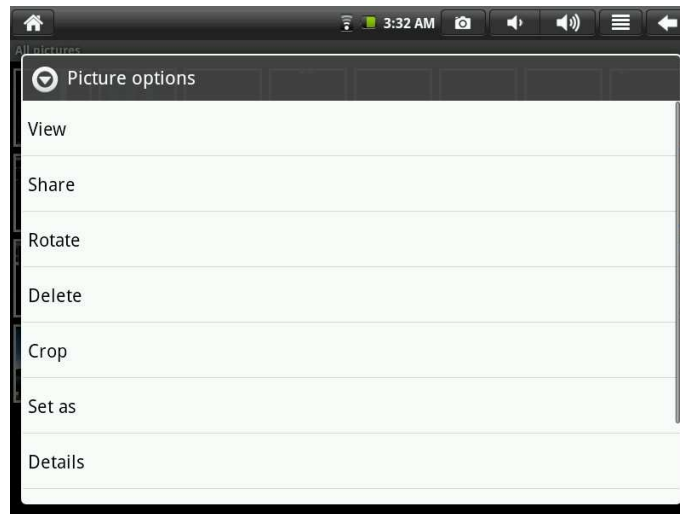 3:32 AM
All pictures
Picture options
View
Share
Rotate
Delete
Crop
Set as
Details